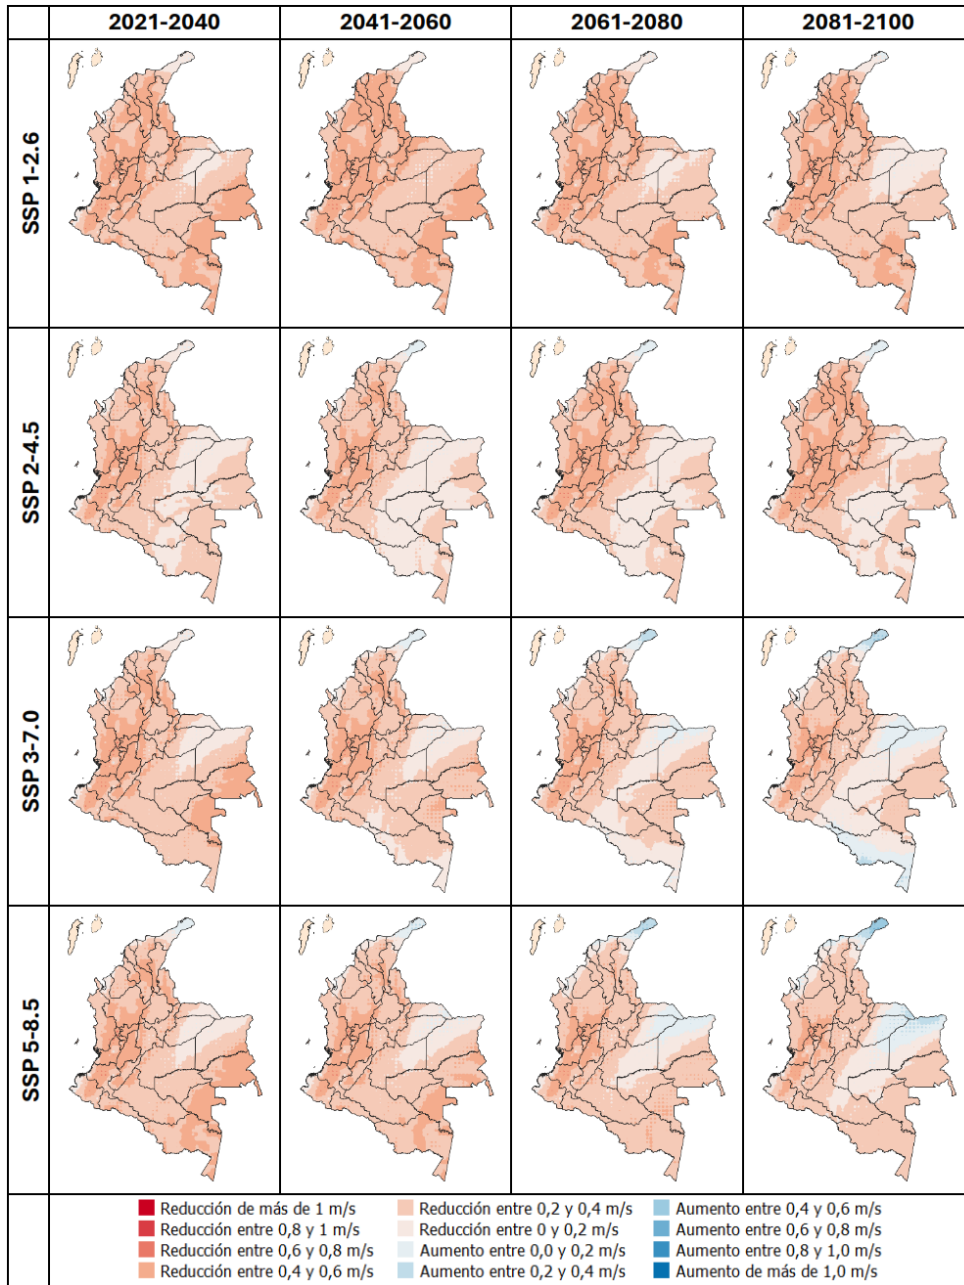 2021-2040 2041-2060 2061-2080 2081-2100
SSP 1-2.6
SSP 2-4.5
SSP 3-7.0
SSP 5-8.5
Reducción de más de 1 m/s Reducción entre 0,2 y 0,4 m/s Aumento entre 0,4 y 0,6 m/s
Reducción entre 0,8 y 1 m/s Reducción entre 0 y 0,2 m/s Aumento entre 0,6 y 0,8 m/s
Reducción entre 0,6 y 0,8 m/s Aumento entre 0,0 y 0,2 m/s Aumento entre 0,8 y 1,0 m/s
Reducción entre 0,4 y 0,6 m/s Aumento entre 0,2 y 0,4 m/s Aumento de más de 1,0 m/s